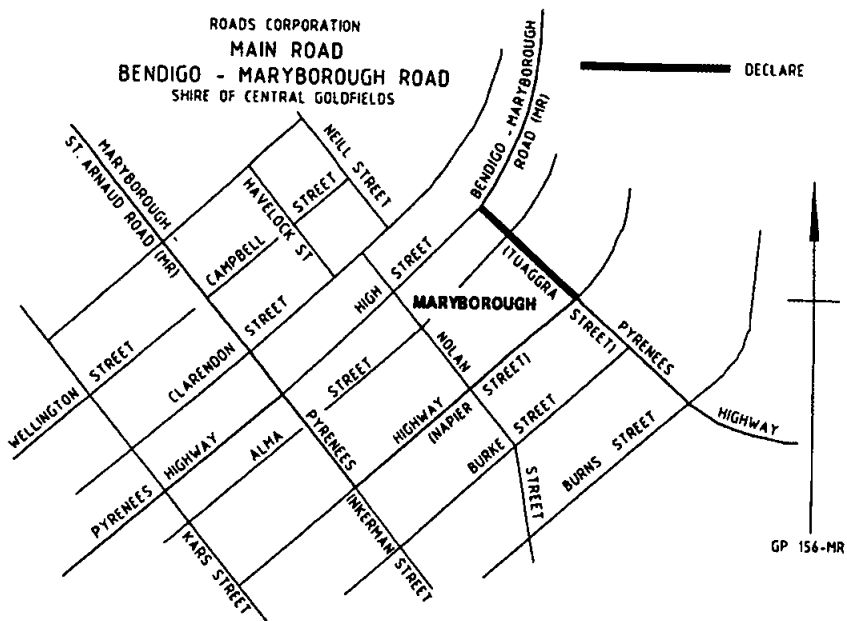 ROADS CORPORATION
MAIN ROAD
BENDIGO - MARYBOROUGH ROAD
SHIRE OF CENTRAL GOLDFIELDS
DECLARE
MARYBOROUGH -
ST. ARNAUD ROAD (MR)
NEILL STREET
HAVELOCK ST
CAMPBELL STREET
BENDIGO - MARYBOROUGH
ROAD (MR)
WELLINGTON STREET
CLARENDON STREET
HIGH STREET
MARYBOROUGH
(TUAGGRA STREET)
PYRENEES HIGHWAY
NOLAN STREET
PYRENEES HIGHWAY
ALMA STREET
PYRENEES
HIGHWAY
(NAPIER STREET)
BURKE STREET
BURNS STREET
KARS STREET
INKERMAN STREET
GP 156-MR